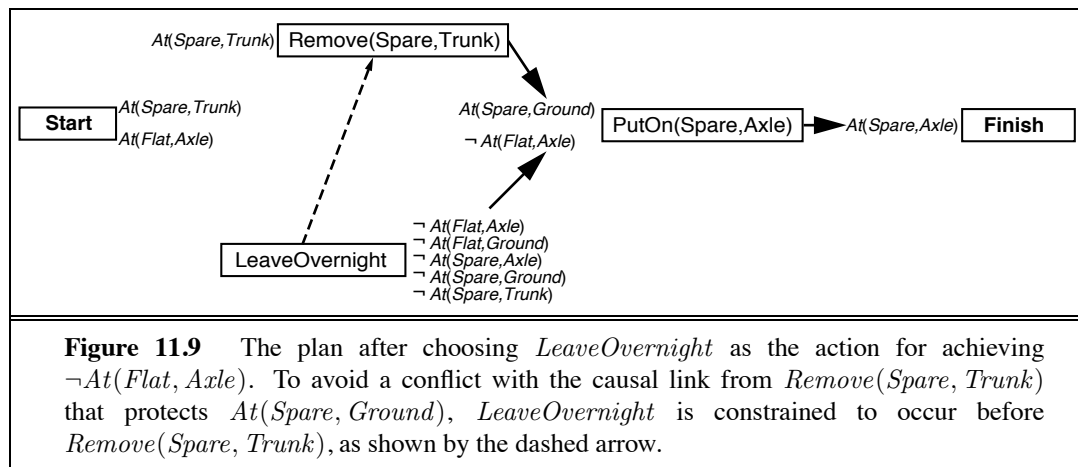 At(Spare,Trunk) Remove(Spare,Trunk)
Start
At(Spare,Trunk)
At(Flat,Axle)
At(Spare,Ground)
¬ At(Flat,Axle)
PutOn(Spare,Axle)
At(Spare,Axle) Finish
LeaveOvernight
¬ At(Flat,Axle)
¬ At(Flat,Ground)
¬ At(Spare,Axle)
¬ At(Spare,Ground)
¬ At(Spare,Trunk)
Figure 11.9 The plan after choosing LeaveOvernight as the action for achieving
¬At(Flat, Axle). To avoid a conflict with the causal link from Remove(Spare, Trunk)
that protects At(Spare, Ground), LeaveOvernight is constrained to occur before
Remove(Spare, Trunk), as shown by the dashed arrow.